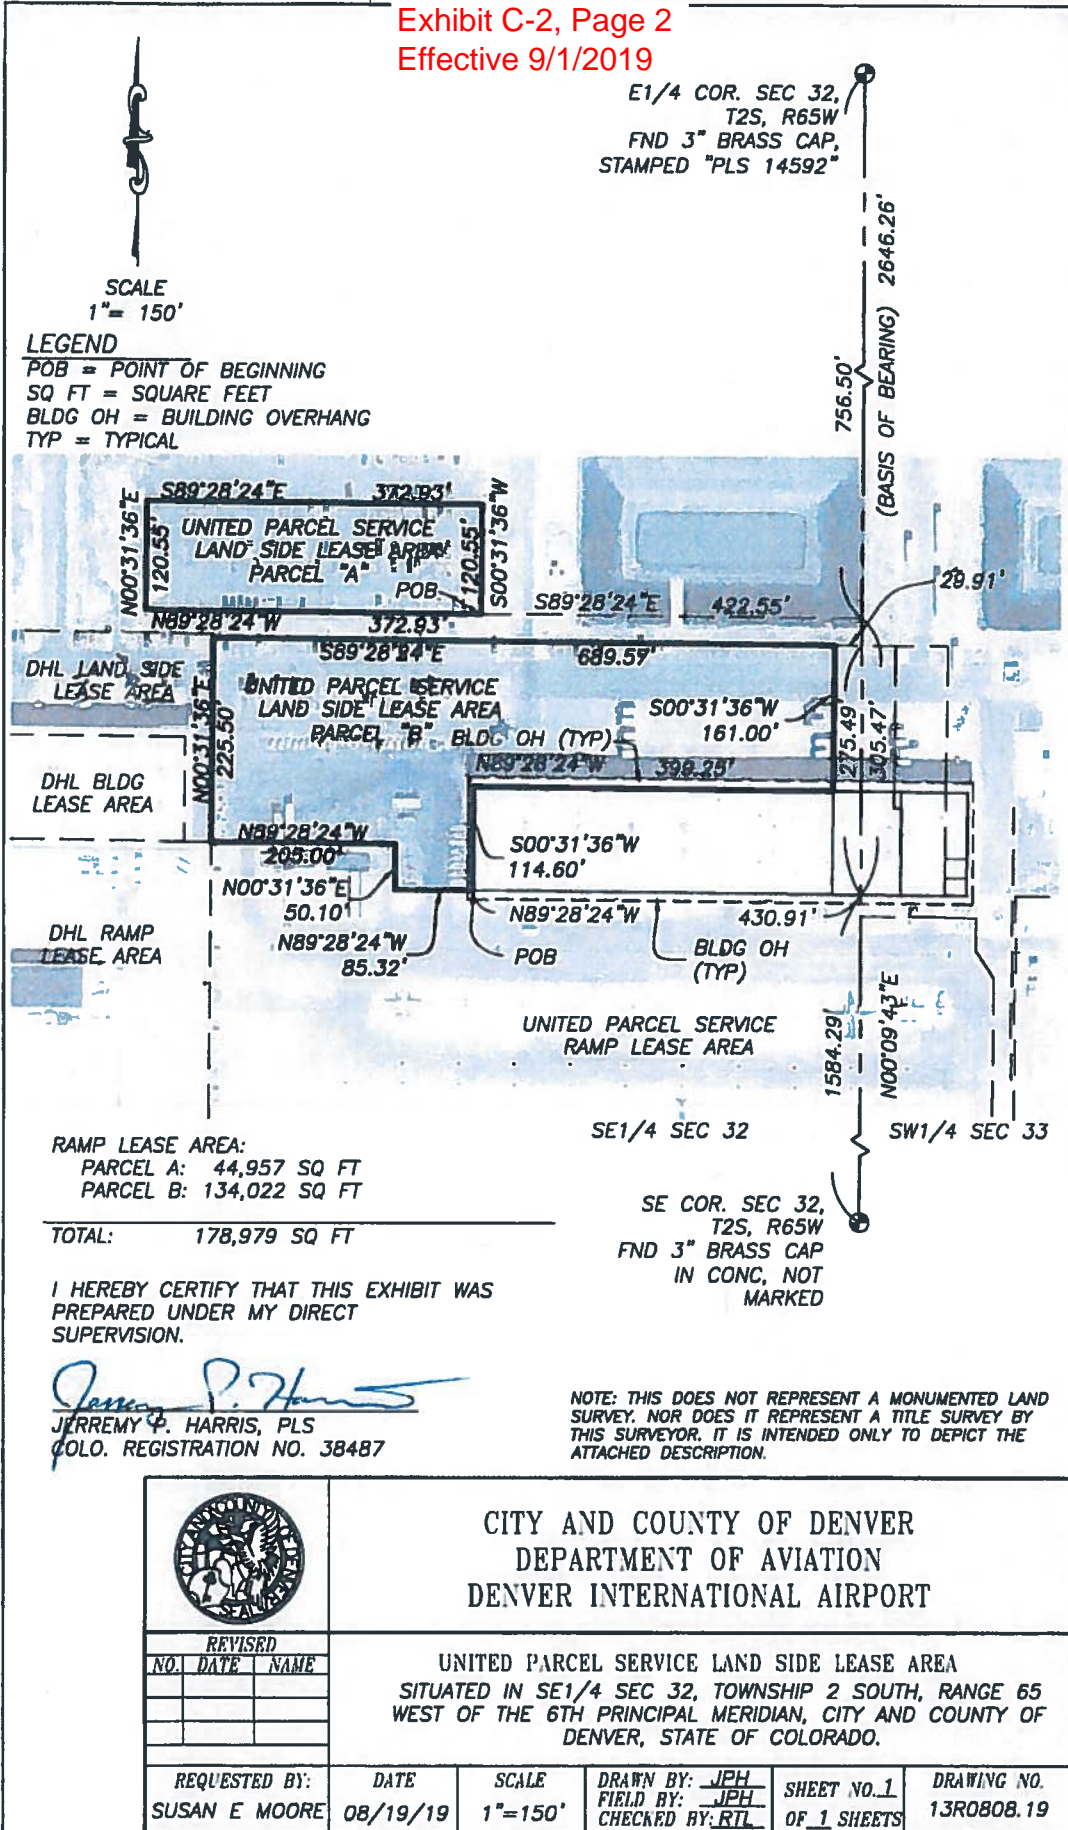 Exhibit C-2, Page 2
Effective 9/1/2019
E1/4 COR. SEC 32,
T2S, R65W
FND 3" BRASS CAP,
STAMPED "PLS 14592"
SCALE
1"= 150'
LEGEND
POB = POINT OF BEGINNING
SQ FT = SQUARE FEET
BLDG OH = BUILDING OVERHANG
TYP = TYPICAL
756.50'
(BASIS OF BEARING) 2646.26'
S89°28'24"E 372.93'
N00°31'36"E
120.55'
UNITED PARCEL SERVICE
LAND SIDE LEASE AREA
PARCEL "A"
POB
120.55'
S00°31'36"W
N89°28'24"W 372.93'
S89°28'24"E 422.55'
29.91'
S89°28'24"E 689.57'
DHL LAND SIDE
LEASE AREA
N00°31'36"E
225.50'
UNITED PARCEL SERVICE
LAND SIDE LEASE AREA
PARCEL "B"
BLDG OH (TYP)
S00°31'36"W
161.00'
275.49
305.47'
N89°28'24"W 399.25'
DHL BLDG
LEASE AREA
N89°28'24"W
205.00'
S00°31'36"W
114.60'
N00°31'36"E
50.10'
N89°28'24"W 430.91'
N89°28'24"W
85.32'
POB
BLDG OH
(TYP)
DHL RAMP
LEASE AREA
UNITED PARCEL SERVICE
RAMP LEASE AREA
1584.29'
N00°09'43"E
SE1/4 SEC 32
SW1/4 SEC 33
RAMP LEASE AREA:
PARCEL A: 44,957 SQ FT
PARCEL B: 134,022 SQ FT
TOTAL: 178,979 SQ FT
SE COR. SEC 32,
T2S, R65W
FND 3" BRASS CAP
IN CONC, NOT
MARKED
I HEREBY CERTIFY THAT THIS EXHIBIT WAS
PREPARED UNDER MY DIRECT
SUPERVISION.
JERREMY P. HARRIS, PLS
COLO. REGISTRATION NO. 38487
NOTE: THIS DOES NOT REPRESENT A MONUMENTED LAND
SURVEY. NOR DOES IT REPRESENT A TITLE SURVEY BY
THIS SURVEYOR. IT IS INTENDED ONLY TO DEPICT THE
ATTACHED DESCRIPTION.
CITY AND COUNTY OF DENVER
SEAL
CITY AND COUNTY OF DENVER
DEPARTMENT OF AVIATION
DENVER INTERNATIONAL AIRPORT
REVISED
NO. DATE NAME
UNITED PARCEL SERVICE LAND SIDE LEASE AREA
SITUATED IN SE1/4 SEC 32, TOWNSHIP 2 SOUTH, RANGE 65
WEST OF THE 6TH PRINCIPAL MERIDIAN, CITY AND COUNTY OF
DENVER, STATE OF COLORADO.
REQUESTED BY:
SUSAN E MOORE
DATE
08/19/19
SCALE
1"=150'
DRAWN BY: JPH
FIELD BY: JPH
CHECKED BY: RTL
SHEET NO. 1
OF 1 SHEETS
DRAWING NO.
13R0808.19